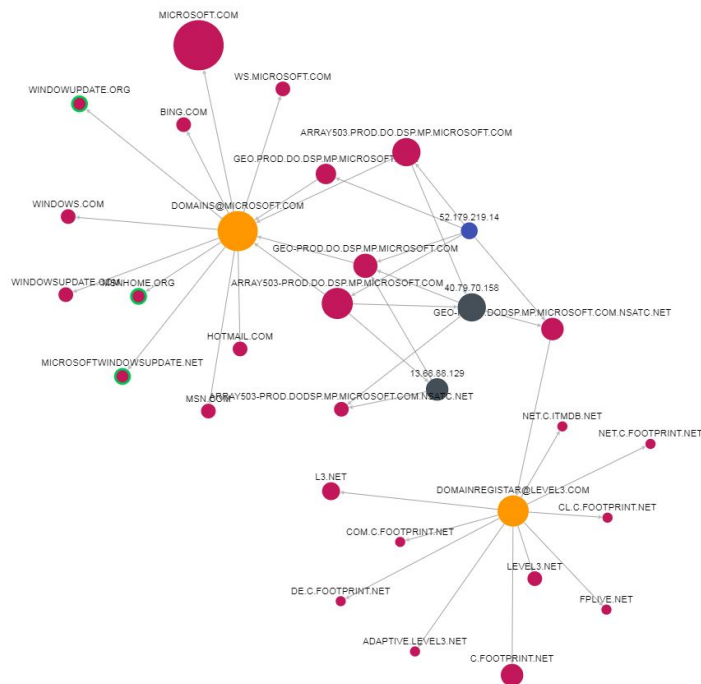 MICROSOFT.COM
WS.MICROSOFT.COM
WINDOWUPDATE.ORG
BING.COM
ARRAY503.PROD.DO.DSP.MP.MICROSOFT.COM
GEO.PROD.DO.DSP.MP.MICROSOFT
WINDOWS.COM
DOMAINS@MICROSOFT.COM
52.179.219.14
GEO-PROD.DO.DSP.MP.MICROSOFT.COM
WINDOWSUPDATE.COM
MSNHOME.ORG
ARRAY503-PROD.DO.DSP.MP.MICROSOFT.COM
40.79.70.158
GEO-
DODSP.MP.MICROSOFT.COM.NSATC.NET
HOTMAIL.COM
MICROSOFTWINDOWSUPDATE.NET
13.68.88.129
MSN.COM
ARRAY503-PROD.DODSP.MP.MICROSOFT.COM.NSATC.NET
NET.C.ITMDB.NET
NET.C.FOOTPRINT.NET
L3.NET
DOMAINREGISTAR@LEVEL3.COM
CL.C.FOOTPRINT.NET
COM.C.FOOTPRINT.NET
LEVEL3.NET
DE.C.FOOTPRINT.NET
FPLIVE.NET
ADAPTIVE.LEVEL3.NET
C.FOOTPRINT.NET